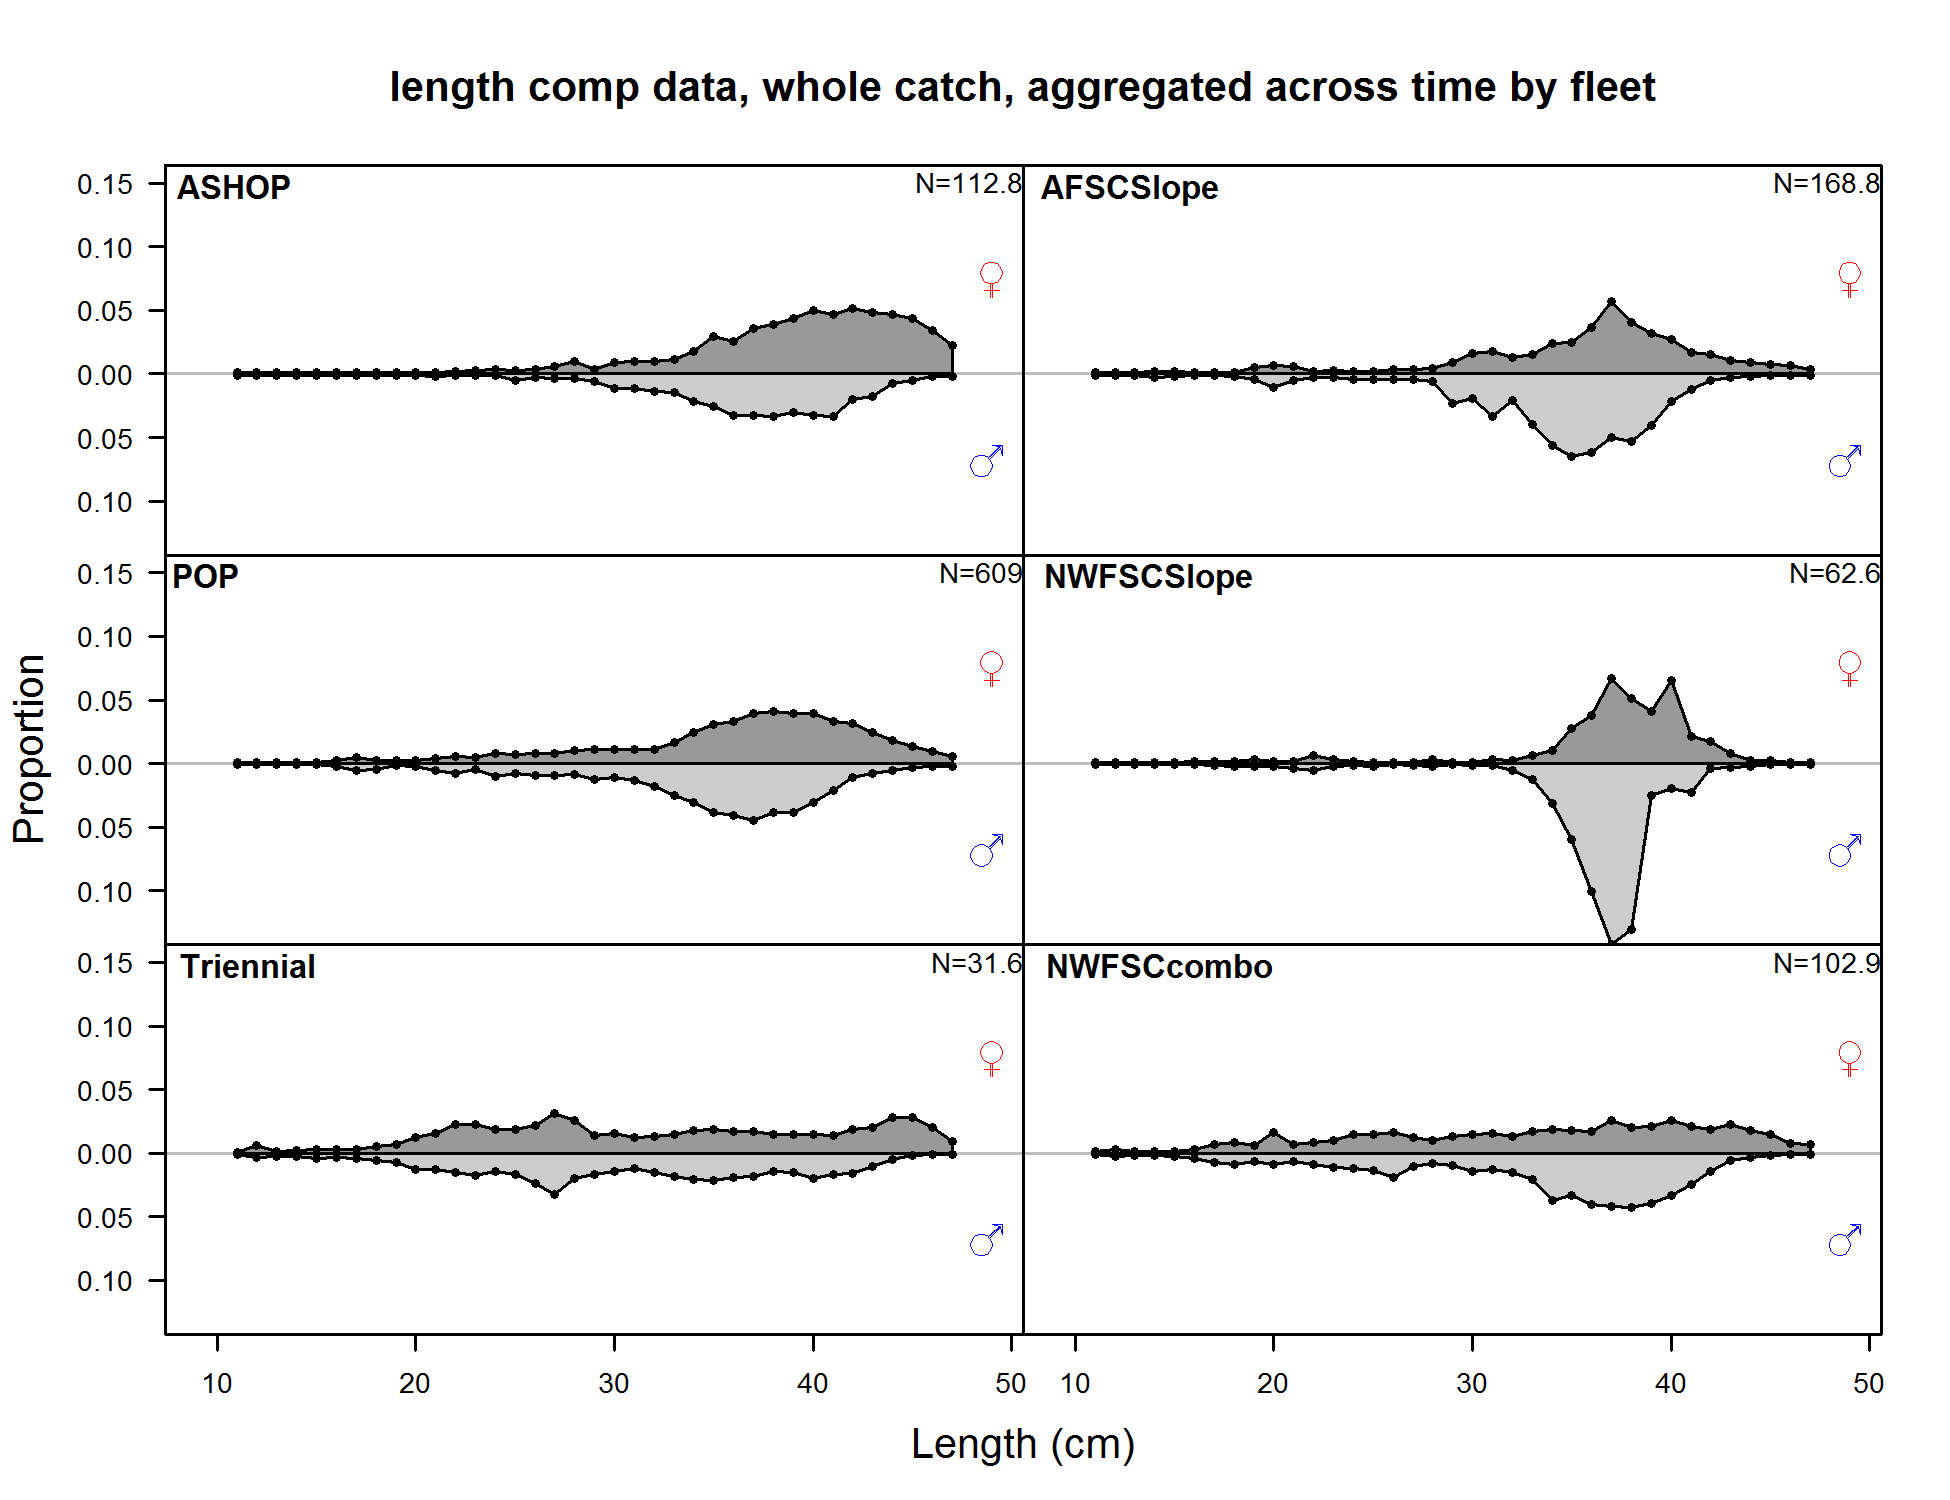 length comp data, whole catch, aggregated across time by fleet
ASHOP
N=112.8
AFSCSlope
N=168.8
0.15
0.10
0.05
0.00
0.05
0.10
♀
♂
♀
♂
POP
N=609
NWFSCSlope
N=62.6
0.15
0.10
0.05
0.00
0.05
0.10
♀
♂
♀
♂
Triennial
N=31.6
NWFSCcombo
N=102.9
0.15
0.10
0.05
0.00
0.05
0.10
♀
♂
♀
♂
Proportion
10 20 30 40 50 10 20 30 40 50
Length (cm)